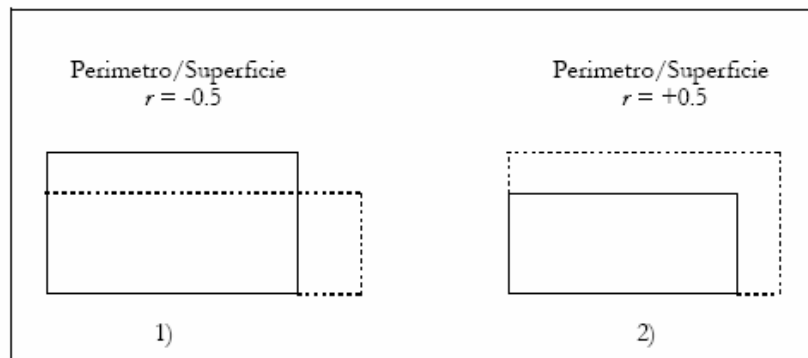 Perimetro/Superficie
r = -0.5
Perimetro/Superficie
r = +0.5
1)
2)